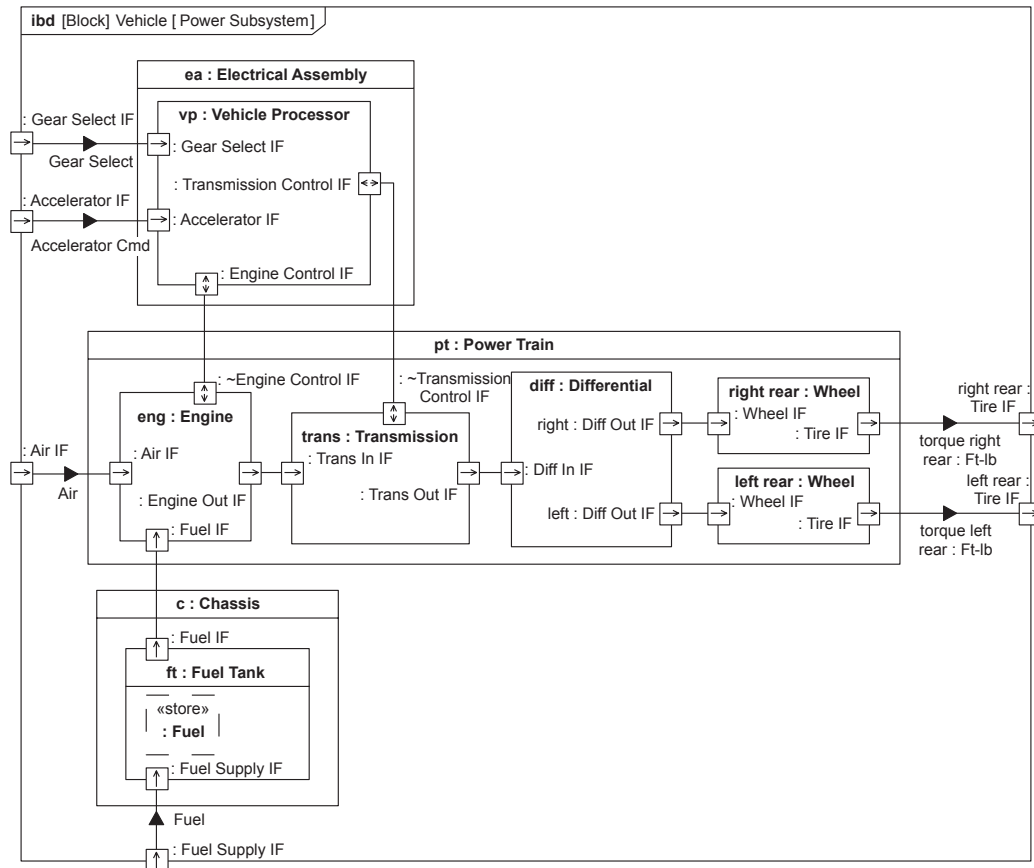 ibd [Block] Vehicle [ Power Subsystem]
ea : Electrical Assembly
vp : Vehicle Processor
: Gear Select IF
Gear Select
: Gear Select IF
: Transmission Control IF
: Accelerator IF
Accelerator Cmd
: Accelerator IF
: Engine Control IF
pt : Power Train
: ~Engine Control IF
eng : Engine
: Air IF
Air
: Air IF
: Engine Out IF
: Fuel IF
: ~Transmission
Control IF
trans : Transmission
: Trans In IF
: Trans Out IF
diff : Differential
right : Diff Out IF
: Diff In IF
left : Diff Out IF
right rear : Wheel
: Wheel IF
: Tire IF
left rear : Wheel
: Wheel IF
: Tire IF
right rear :
Tire IF
torque right
rear : Ft-lb
left rear :
Tire IF
torque left
rear : Ft-lb
c : Chassis
: Fuel IF
ft : Fuel Tank
«store»
: Fuel
: Fuel Supply IF
Fuel
: Fuel Supply IF